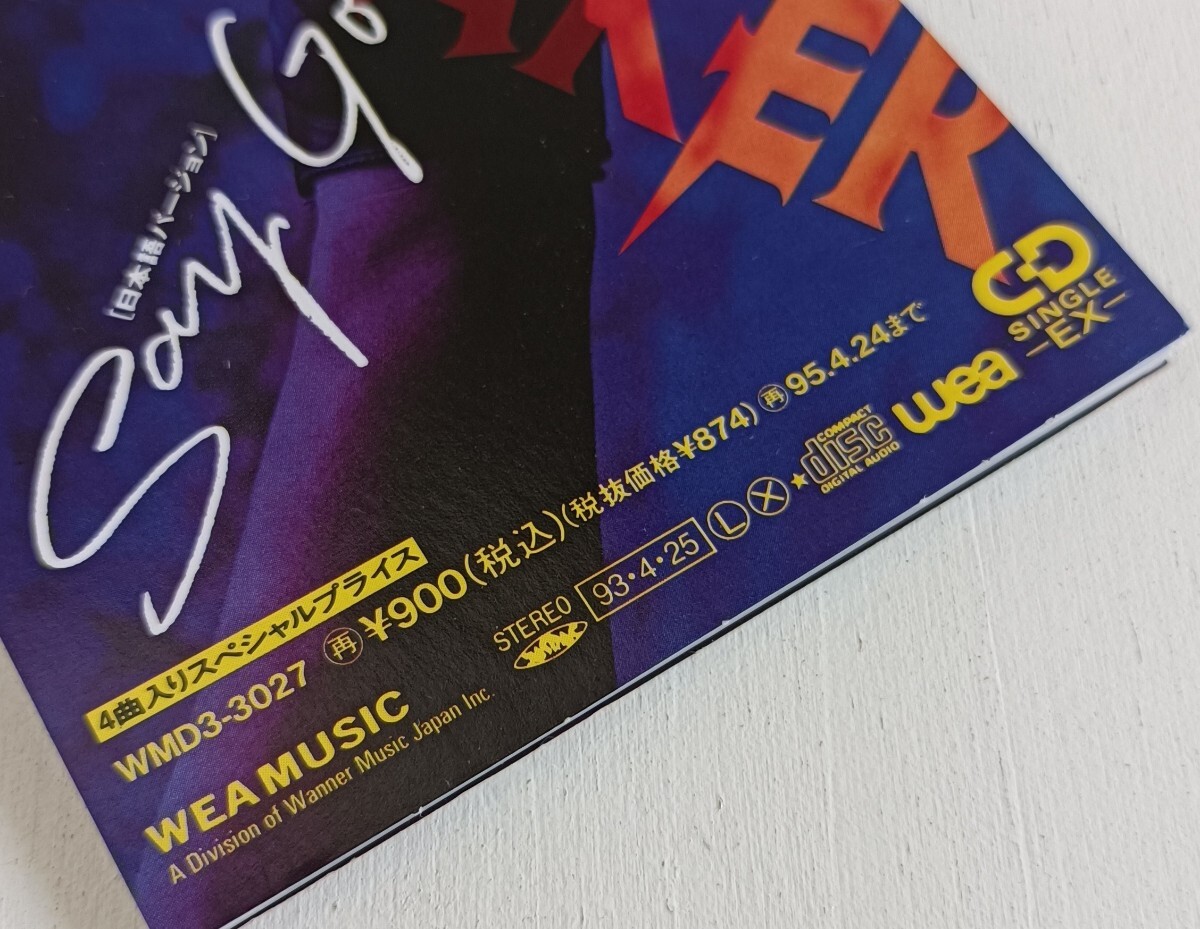 KER
Say Go
[日本語バージョン]
CD
SINGLE
—EX—
4曲入りスペシャルプライス
WMD3-3027 再 ¥900(税込)(税抜価格¥874) 再 95.4.24まで
WEA MUSIC
A Division of Wanner Music Japan Inc.
STEREO 93・4・25 L X ★ COMPACT disc DIGITAL AUDIO wea